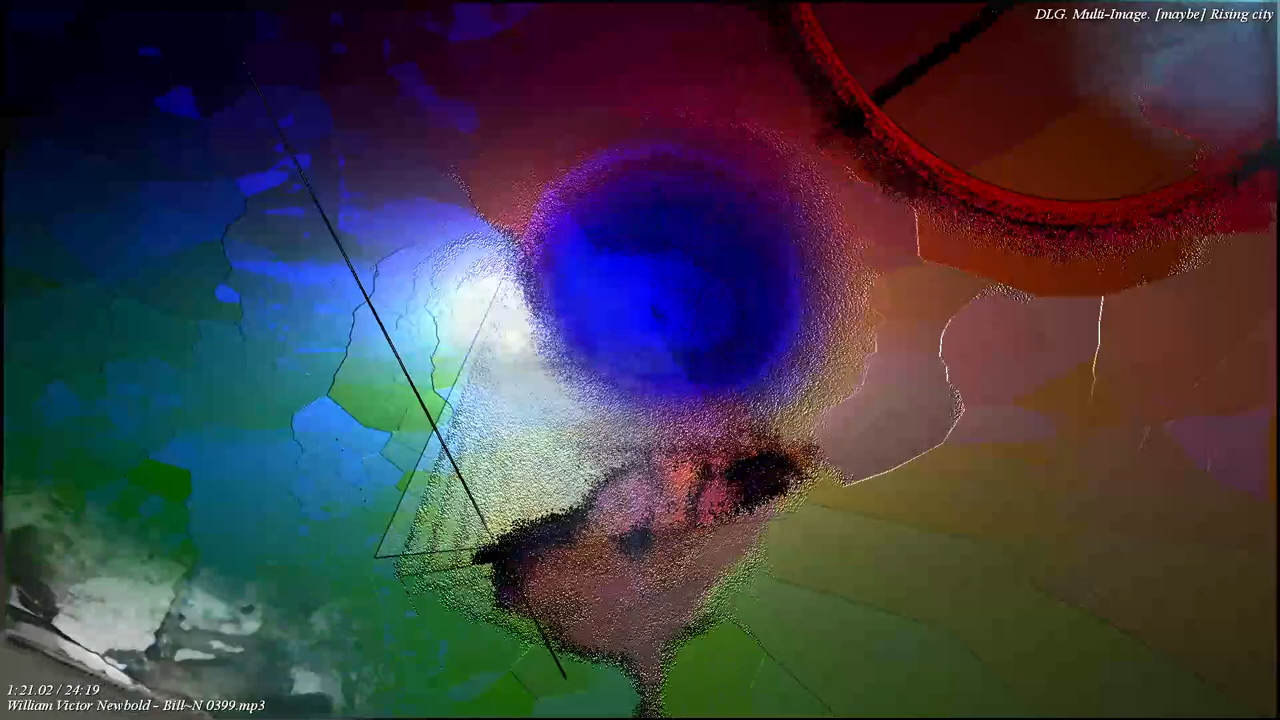 DLG. Multi-Image. [maybe] Rising city
1:21.02 / 24:19
William Victor Newbold - Bill~N 0399.mp3